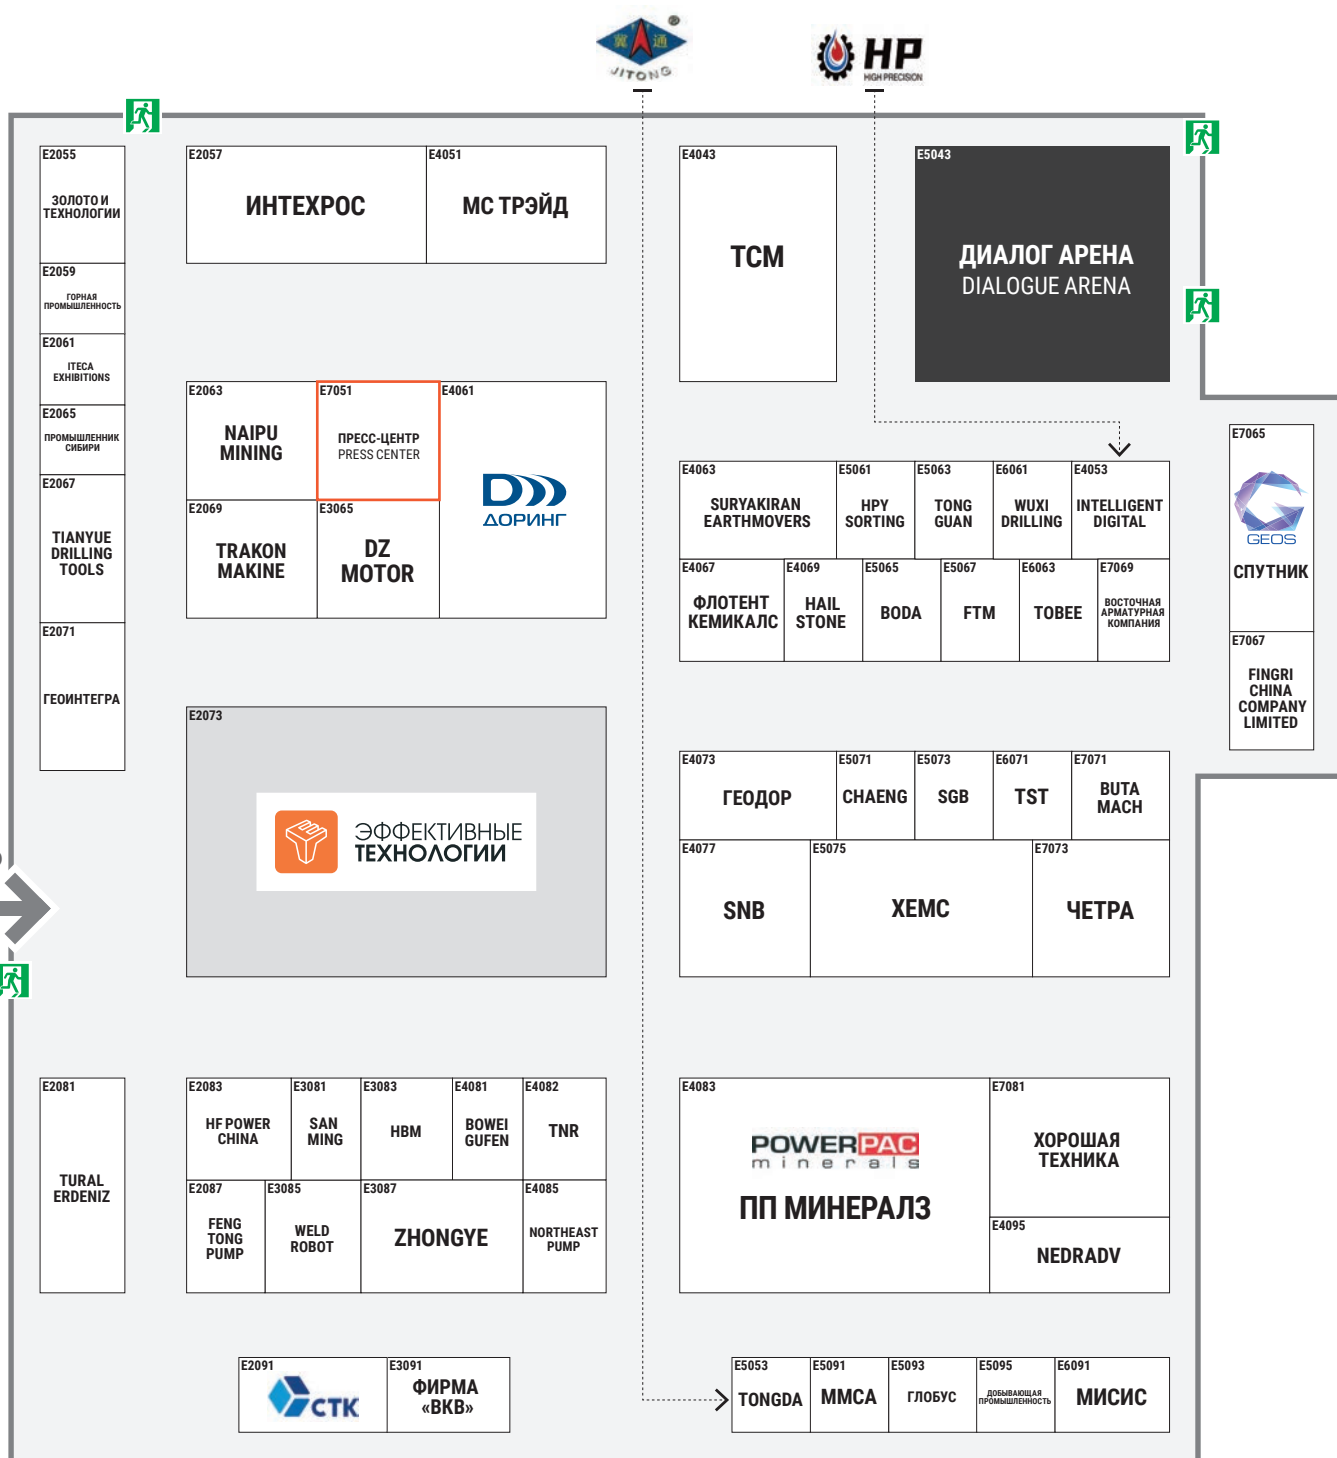 冀 通
®
JITONG
HP
HIGH PRECISION
E2055
ЗОЛОТО И
ТЕХНОЛОГИИ
E2057
ИНТЕХРОС
E4051
МС ТРЭЙД
E4043
ТСМ
E5043
ДИАЛОГ АРЕНА
DIALOGUE ARENA
E2059
ГОРНАЯ
ПРОМЫШЛЕННОСТЬ
E2061
ITECA
EXHIBITIONS
E2065
ПРОМЫШЛЕННИК
СИБИРИ
E2067
TIANYUE
DRILLING
TOOLS
E2071
ГЕОИНТЕГРА
E2063
NAIPU
MINING
E7051
ПРЕСС-ЦЕНТР
PRESS CENTER
E4061
ДОРИНГ
E2069
TRAKON
MAKINE
E3065
DZ
MOTOR
E4063
SURYAKIRAN
EARTHMOVERS
E5061
HPY
SORTING
E5063
TONG
GUAN
E6061
WUXI
DRILLING
E4053
INTELLIGENT
DIGITAL
E4067
ФЛОТЕНТ
КЕМИКАЛС
E4069
HAIL
STONE
E5065
BODA
E5067
FTM
E6063
TOBEE
E7069
ВОСТОЧНАЯ
АРМАТУРНАЯ
КОМПАНИЯ
E7065
GEOS
СПУТНИК
E7067
FINGRI
CHINA
COMPANY
LIMITED
E2073
ЭФФЕКТИВНЫЕ
ТЕХНОЛОГИИ
E4073
ГЕОДОР
E5071
CHAENG
E5073
SGB
E6071
TST
E7071
BUTA
MACH
E4077
SNB
E5075
ХЕМС
E7073
ЧЕТРА
E2081
TURAL
ERDENIZ
E2083
HF POWER
CHINA
E3081
SAN
MING
E3083
HBM
E4081
BOWEI
GUFEN
E4082
TNR
E2087
FENG
TONG
PUMP
E3085
WELD
ROBOT
E3087
ZHONGYE
E4085
NORTHEAST
PUMP
E4083
POWERPAC
minerals
ПП МИНЕРАЛЗ
E7081
ХОРОШАЯ
ТЕХНИКА
E4095
NEDRADV
E2091
СТК
E3091
ФИРМА
«ВКВ»
E5053
TONGDA
E5091
ММСА
E5093
ГЛОБУС
E5095
ДОБЫВАЮЩАЯ
ПРОМЫШЛЕННОСТЬ
E6091
МИСИС